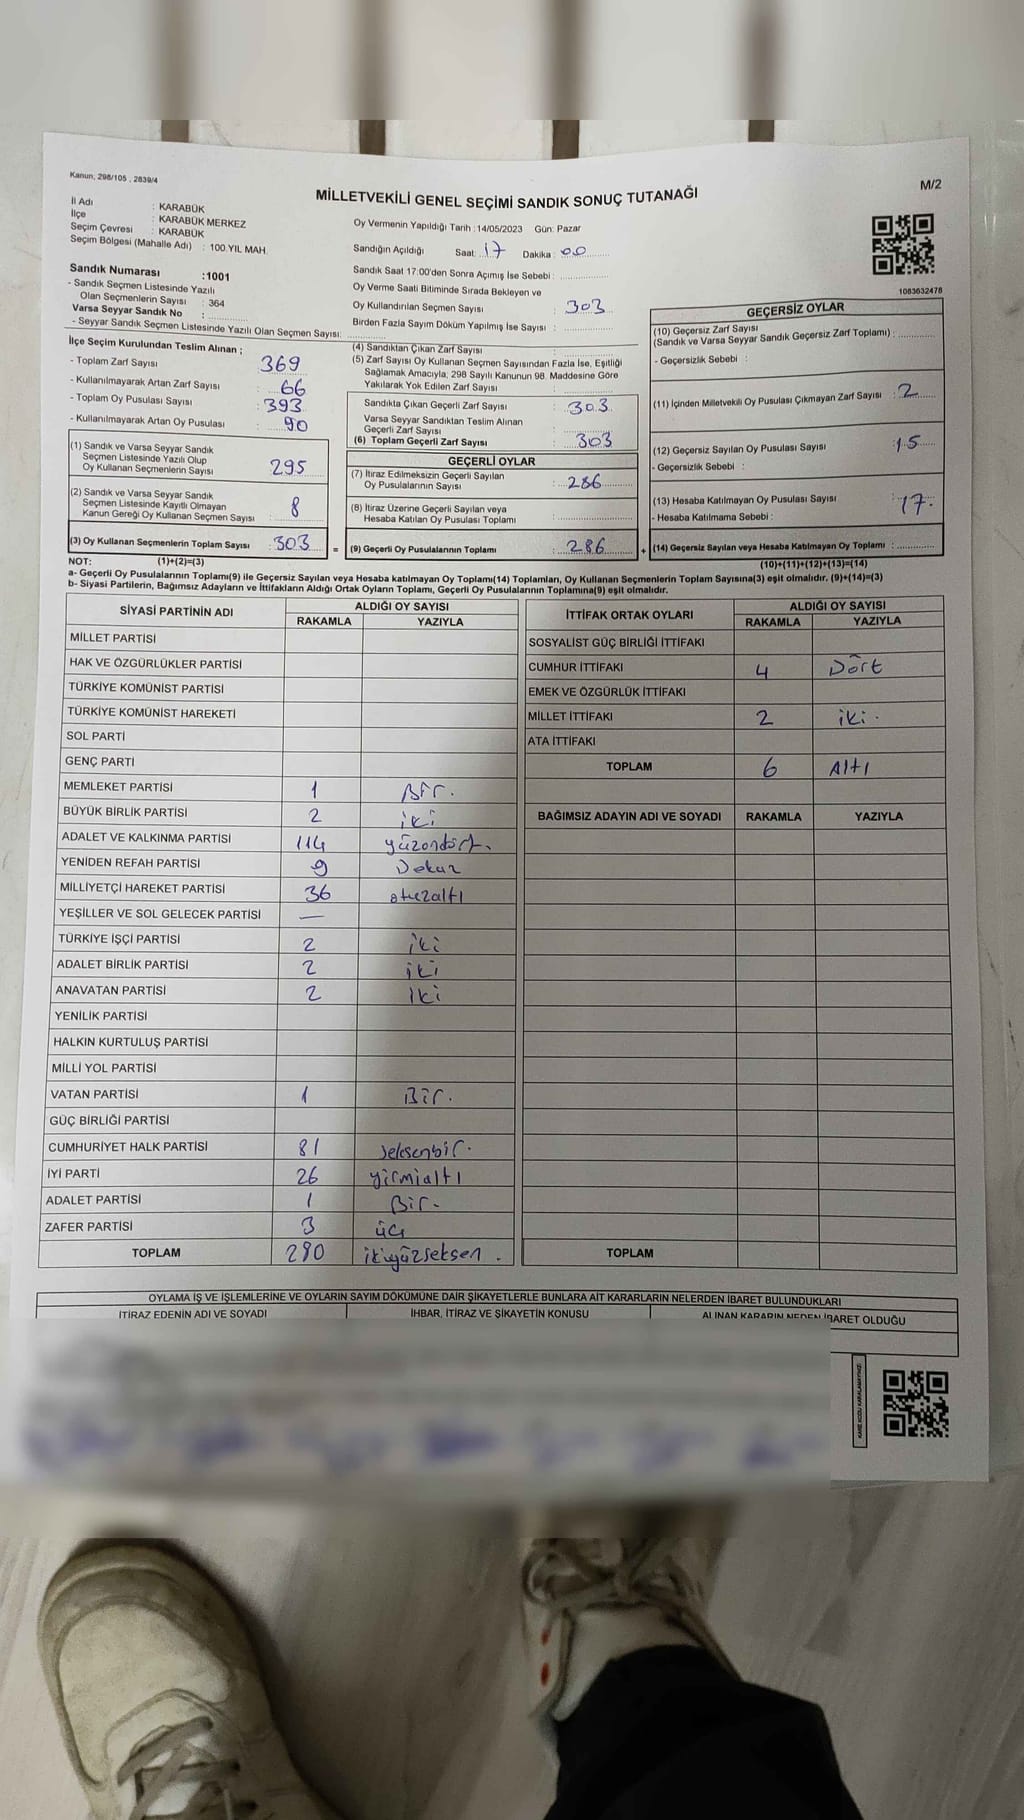 Kanun, 298/105 , 2839/4
MİLLETVEKİLİ GENEL SEÇİMİ SANDIK SONUÇ TUTANAĞI
M/2
İl Adı : KARABÜK
İlçe : KARABÜK MERKEZ
Seçim Çevresi : KARABÜK
Seçim Bölgesi (Mahalle Adı) : 100.YIL MAH.
Sandık Numarası :1001
- Sandık Seçmen Listesinde Yazılı
Olan Seçmenlerin Sayısı : 364
Varsa Seyyar Sandık No :
- Seyyar Sandık Seçmen Listesinde Yazılı Olan Seçmen Sayısı:
Oy Vermenin Yapıldığı Tarih :14/05/2023 Gün: Pazar
Sandığın Açıldığı Saat: 17 Dakika : 00
Sandık Saat 17:00'den Sonra Açımış İse Sebebi :
Oy Verme Saati Bitiminde Sırada Bekleyen ve
Oy Kullandırılan Seçmen Sayısı : 303
Birden Fazla Sayım Döküm Yapılmış İse Sayısı :
1083632478
İlçe Seçim Kurulundan Teslim Alınan ;
- Toplam Zarf Sayısı : 369
- Kullanılmayarak Artan Zarf Sayısı : 66
- Toplam Oy Pusulası Sayısı : 393
- Kullanılmayarak Artan Oy Pusulası : 90
(1) Sandık ve Varsa Seyyar Sandık
Seçmen Listesinde Yazılı Olup
Oy Kullanan Seçmenlerin Sayısı : 295
(2) Sandık ve Varsa Seyyar Sandık
Seçmen Listesinde Kayıtlı Olmayan
Kanun Gereği Oy Kullanan Seçmen Sayısı : 8
(3) Oy Kullanan Seçmenlerin Toplam Sayısı : 303
(4) Sandıktan Çıkan Zarf Sayısı :
(5) Zarf Sayısı Oy Kullanan Seçmen Sayısından Fazla İse, Eşitliği
Sağlamak Amacıyla, 298 Sayılı Kanunun 98. Maddesine Göre
Yakılarak Yok Edilen Zarf Sayısı :
Sandıkta Çıkan Geçerli Zarf Sayısı : 303
Varsa Seyyar Sandıktan Teslim Alınan
Geçerli Zarf Sayısı :
(6) Toplam Geçerli Zarf Sayısı : 303
GEÇERLİ OYLAR
(7) İtiraz Edilmeksizin Geçerli Sayılan
Oy Pusulalarının Sayısı : 286
(8) İtiraz Üzerine Geçerli Sayılan veya
Hesaba Katılan Oy Pusulası Toplamı :
= (9) Geçerli Oy Pusulalarının Toplamı : 286 +
GEÇERSİZ OYLAR
(10) Geçersiz Zarf Sayısı
(Sandık ve Varsa Seyyar Sandık Geçersiz Zarf Toplamı) :
- Geçersizlik Sebebi :
(11) İçinden Milletvekili Oy Pusulası Çıkmayan Zarf Sayısı : 2
(12) Geçersiz Sayılan Oy Pusulası Sayısı : 15
- Geçersizlik Sebebi :
(13) Hesaba Katılmayan Oy Pusulası Sayısı : 17.
- Hesaba Katılmama Sebebi :
(14) Geçersiz Sayılan veya Hesaba Katılmayan Oy Toplamı :
NOT: (1)+(2)=(3)
(10)+(11)+(12)+(13)=(14)
a- Geçerli Oy Pusulalarının Toplamı(9) ile Geçersiz Sayılan veya Hesaba katılmayan Oy Toplamı(14) Toplamları, Oy Kullanan Seçmenlerin Toplam Sayısına(3) eşit olmalıdır. (9)+(14)=(3)
b- Siyasi Partilerin, Bağımsız Adayların ve İttifakların Aldığı Ortak Oyların Toplamı, Geçerli Oy Pusulalarının Toplamına(9) eşit olmalıdır.
SİYASİ PARTİNİN ADI ALDIĞI OY SAYISI
RAKAMLA YAZIYLA
MİLLET PARTİSİ
HAK VE ÖZGÜRLÜKLER PARTİSİ
TÜRKİYE KOMÜNİST PARTİSİ
TÜRKİYE KOMÜNİST HAREKETİ
SOL PARTİ
GENÇ PARTİ
MEMLEKET PARTİSİ 1 Bir.
BÜYÜK BİRLİK PARTİSİ 2 iki
ADALET VE KALKINMA PARTİSİ 114 yüzondört.
YENİDEN REFAH PARTİSİ 9 Dokuz
MİLLİYETÇİ HAREKET PARTİSİ 36 otuzaltı
YEŞİLLER VE SOL GELECEK PARTİSİ —
TÜRKİYE İŞÇİ PARTİSİ 2 iki
ADALET BİRLİK PARTİSİ 2 iki
ANAVATAN PARTİSİ 2 iki
YENİLİK PARTİSİ
HALKIN KURTULUŞ PARTİSİ
MİLLİ YOL PARTİSİ
VATAN PARTİSİ 1 Bir.
GÜÇ BİRLİĞİ PARTİSİ
CUMHURİYET HALK PARTİSİ 81 seksenbir.
İYİ PARTİ 26 yirmialtı
ADALET PARTİSİ 1 Bir.
ZAFER PARTİSİ 3 üç
TOPLAM 280 ikiyüzseksen.
İTTİFAK ORTAK OYLARI ALDIĞI OY SAYISI
RAKAMLA YAZIYLA
SOSYALİST GÜÇ BİRLİĞİ İTTİFAKI
CUMHUR İTTİFAKI 4 Dört
EMEK VE ÖZGÜRLÜK İTTİFAKI
MİLLET İTTİFAKI 2 iki.
ATA İTTİFAKI
TOPLAM 6 Altı
BAĞIMSIZ ADAYIN ADI VE SOYADI RAKAMLA YAZIYLA
TOPLAM
OYLAMA İŞ VE İŞLEMLERİNE VE OYLARIN SAYIM DÖKÜMÜNE DAİR ŞİKAYETLERLE BUNLARA AİT KARARLARIN NELERDEN İBARET BULUNDUKLARI
İTİRAZ EDENİN ADI VE SOYADI İHBAR, İTİRAZ VE ŞİKAYETİN KONUSU ALINAN KARARIN NEDEN İBARET OLDUĞU